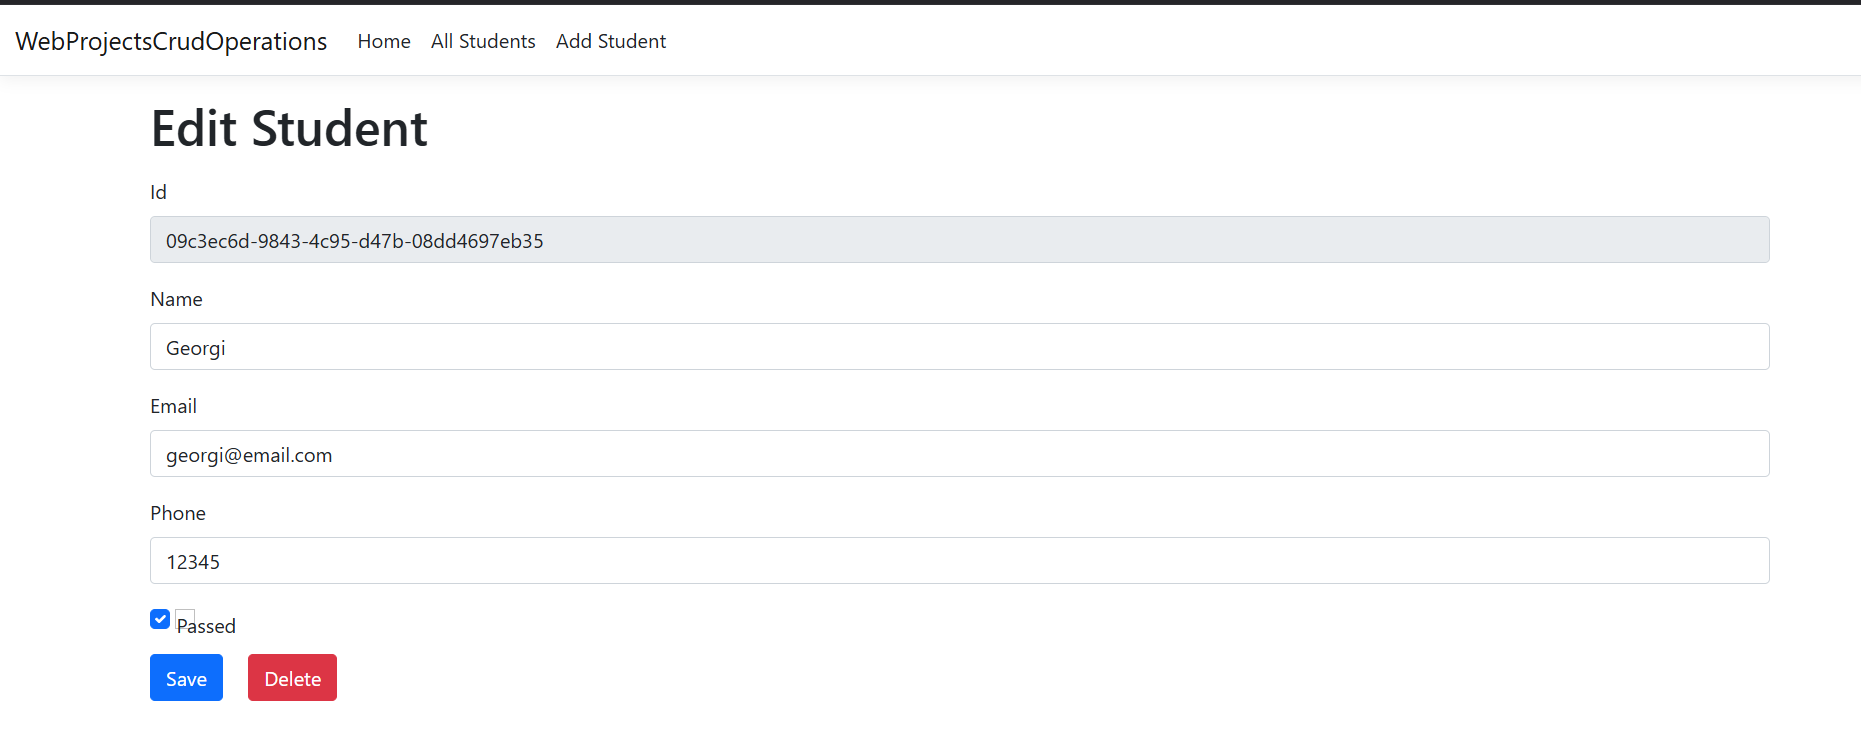 WebProjectsCrudOperations Home All Students Add Student
Edit Student
Id
09c3ec6d-9843-4c95-d47b-08dd4697eb35
Name
Georgi
Email
georgi@email.com
Phone
12345
Passed
Save Delete